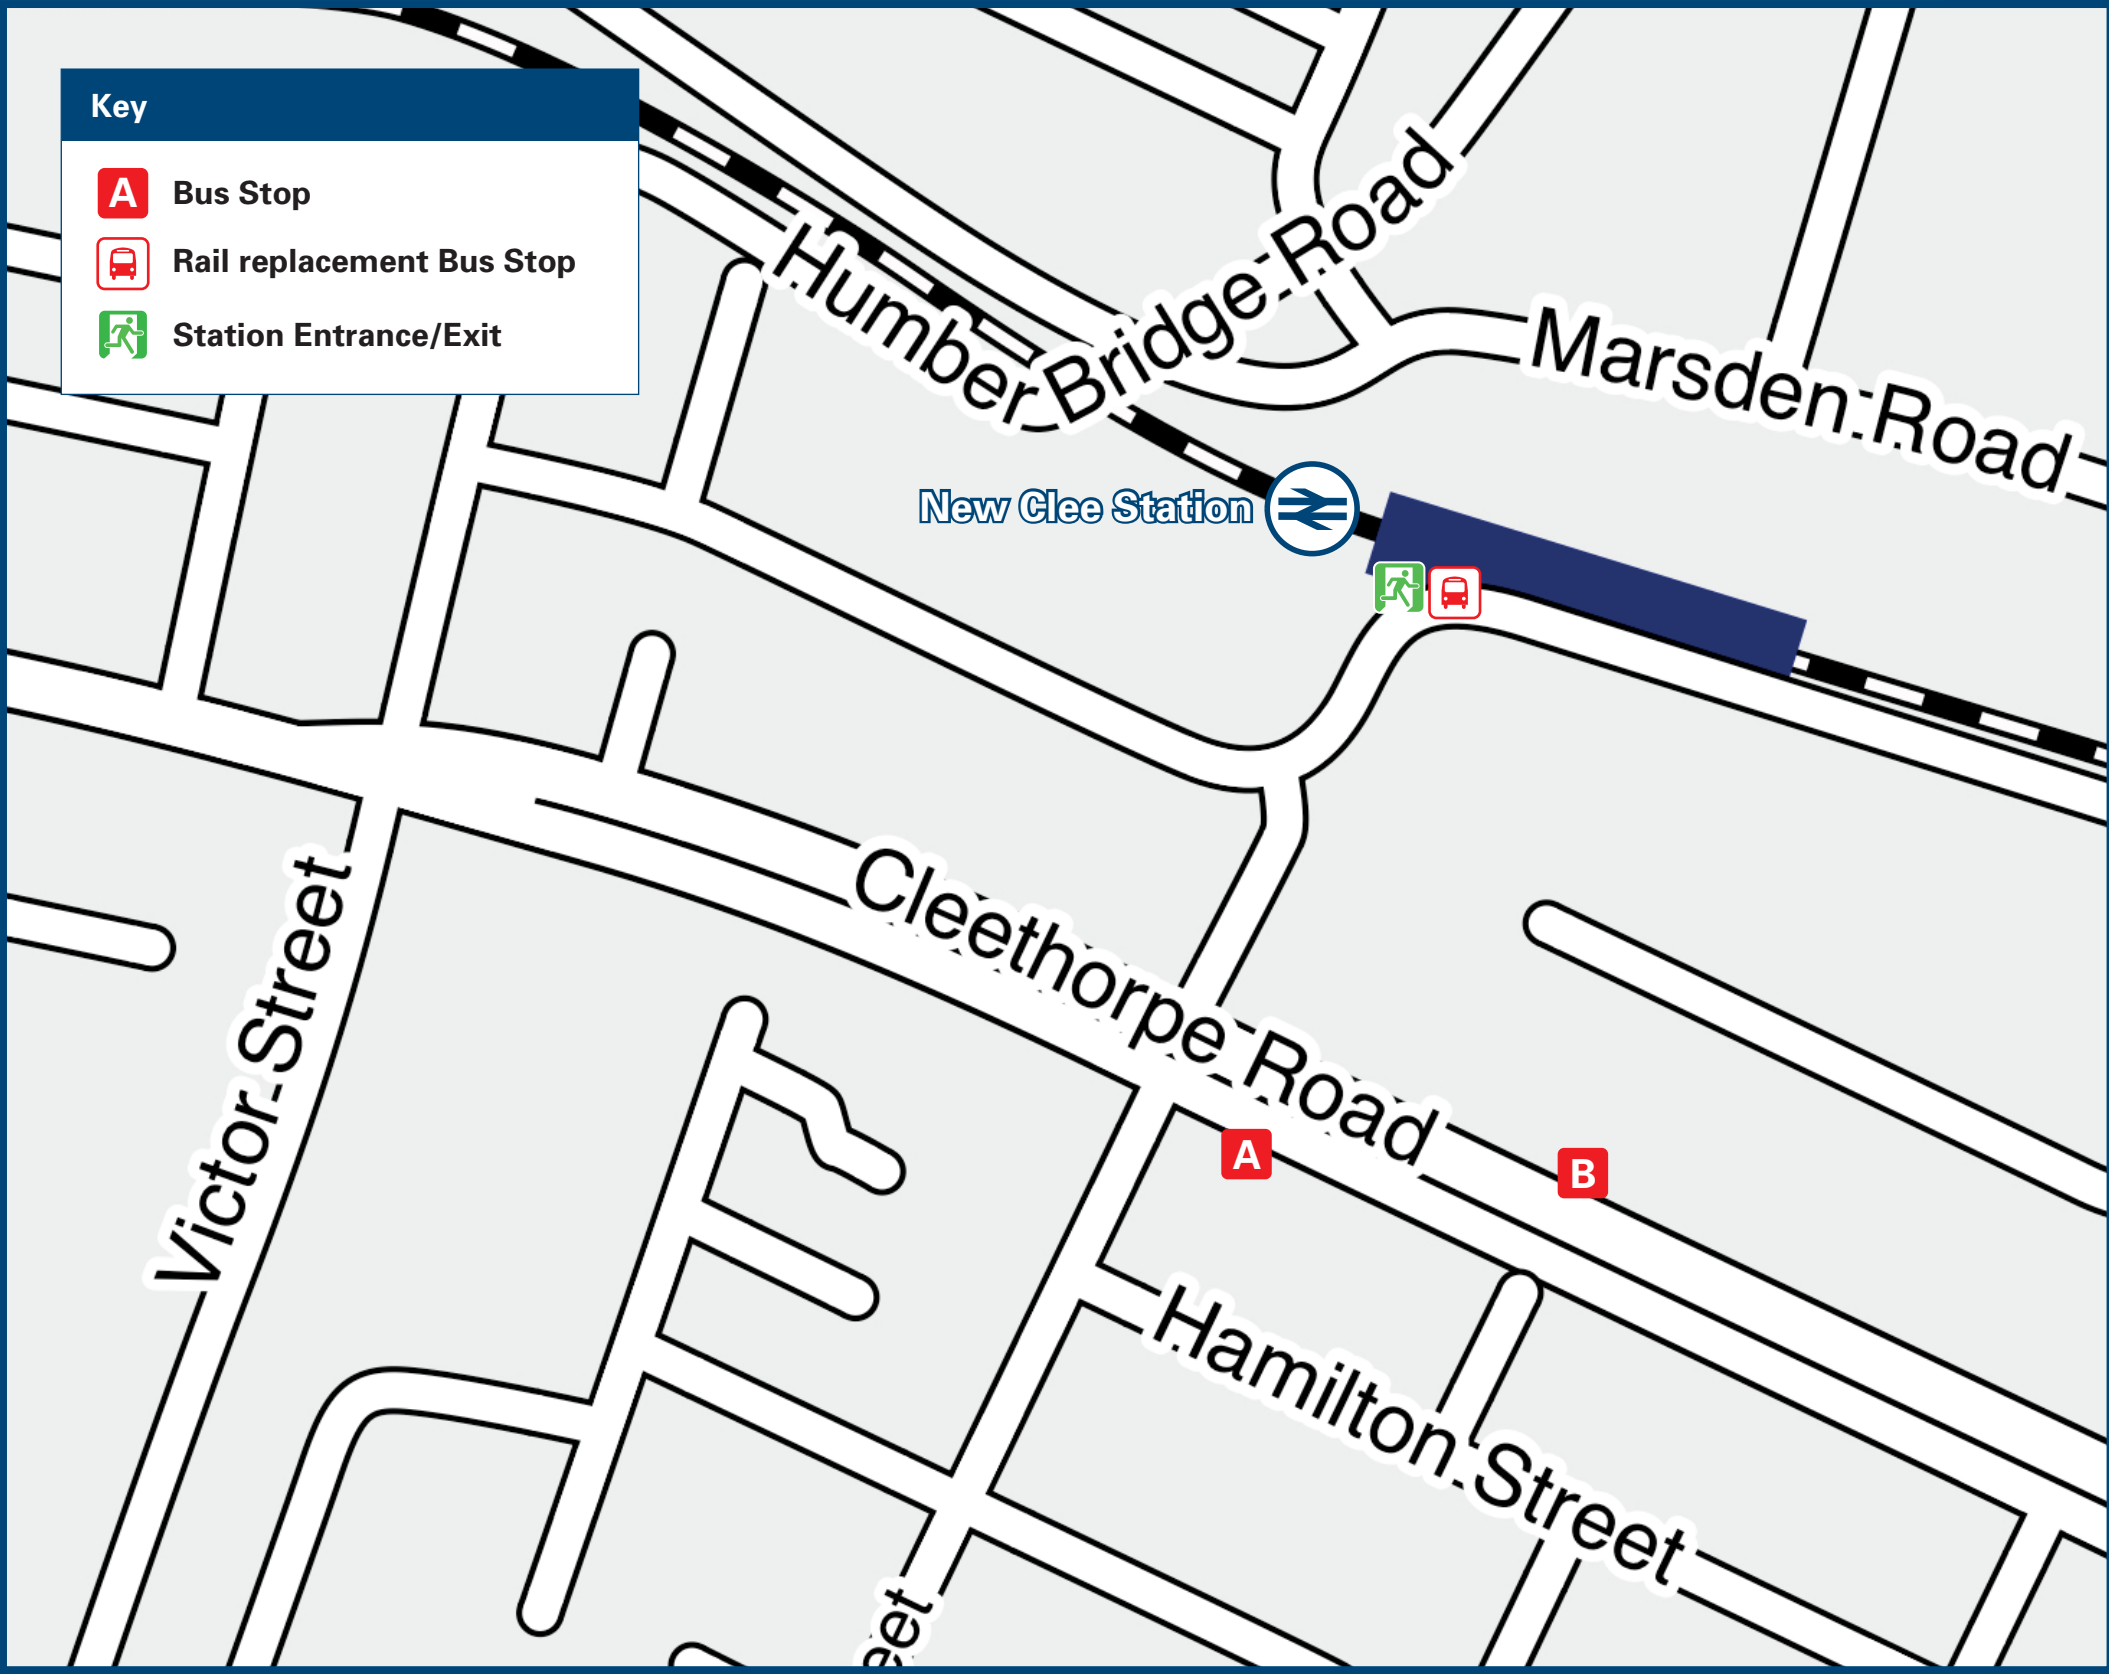 Key
A Bus Stop
Rail replacement Bus Stop
Station Entrance/Exit
Humber Bridge Road
Marsden Road
New Clee Station
Cleethorpe Road
Victor Street
A
B
Hamilton Street
eet